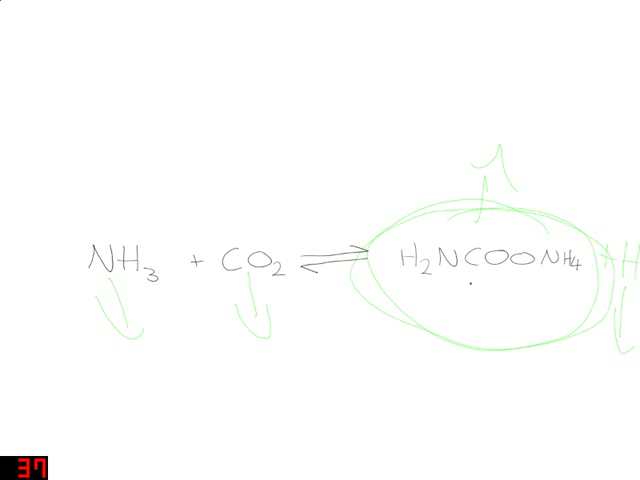 NH3 + CO2 ⇌ H2NCOONH4 + H
37